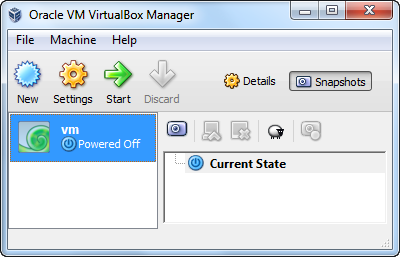 Oracle VM VirtualBox Manager
File Machine Help
New Settings Start Discard Details Snapshots
vm
Powered Off
Current State